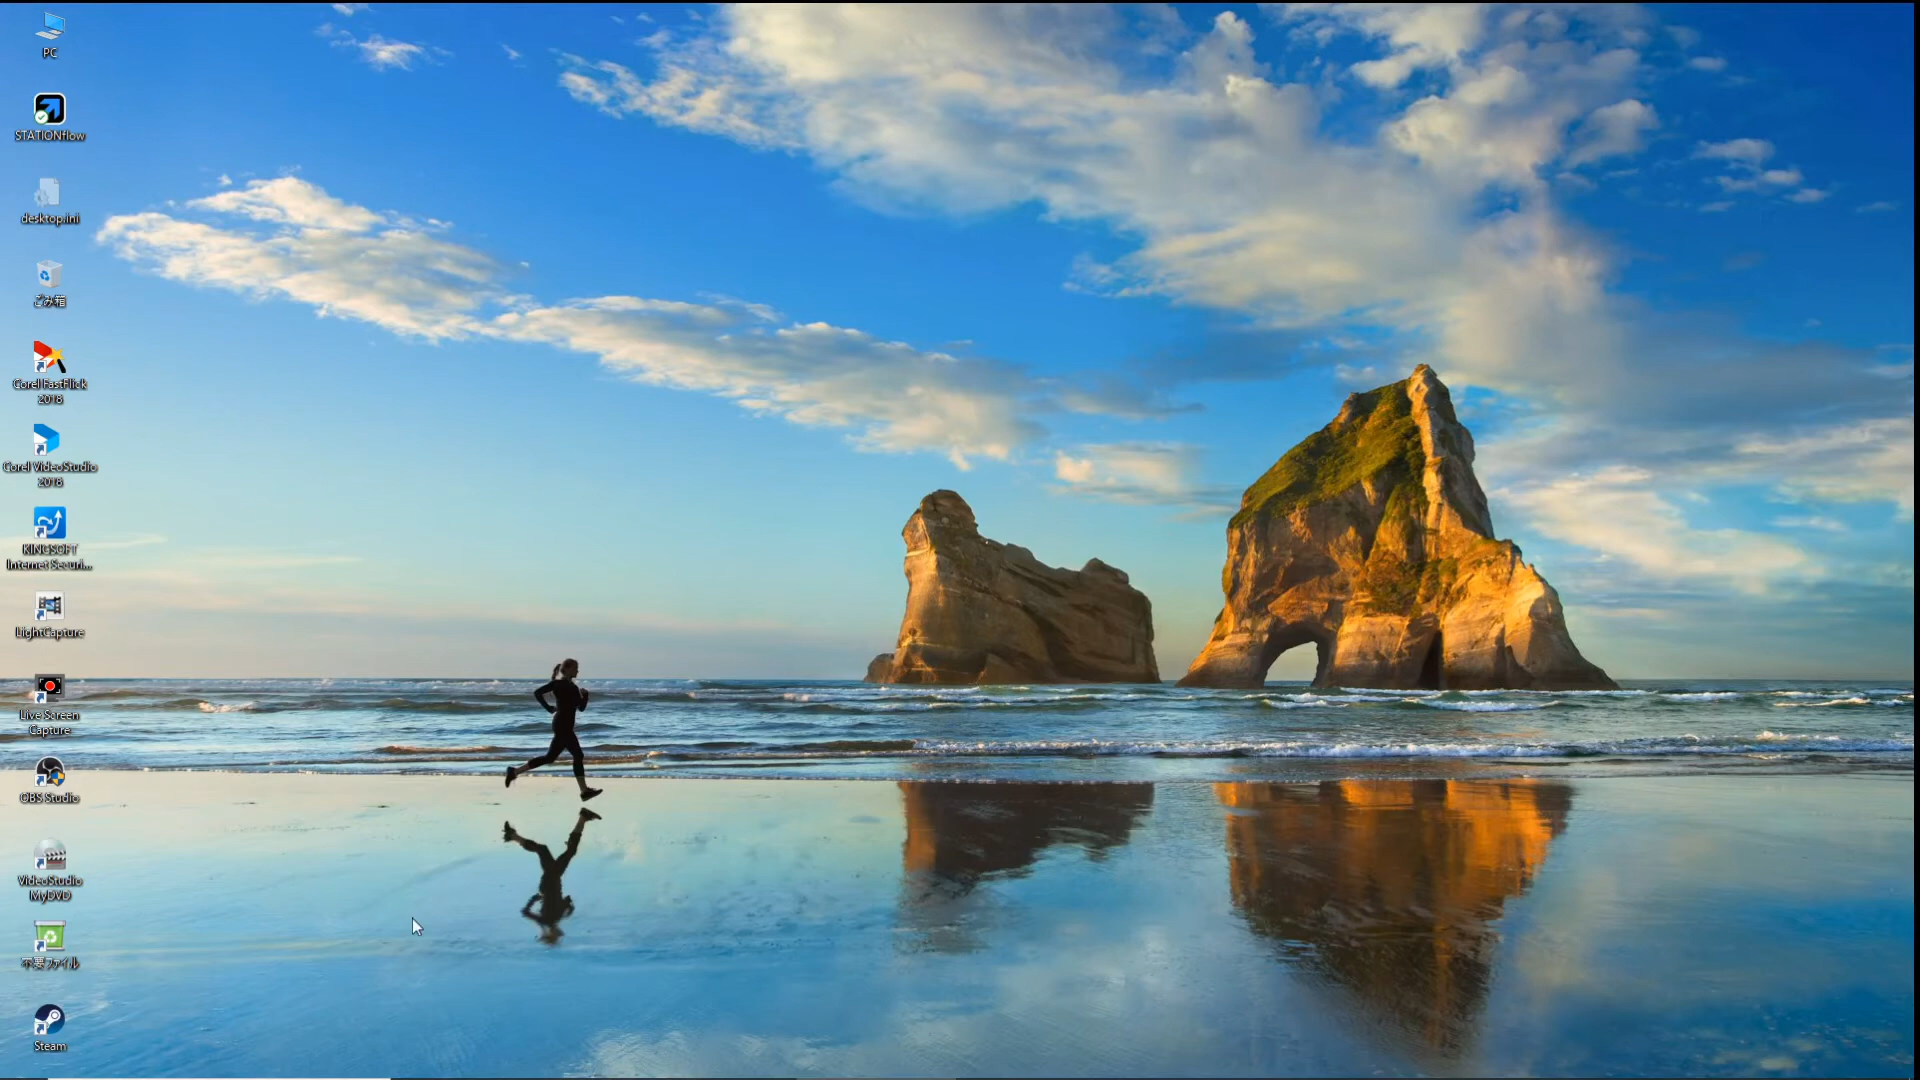 PC
STATIONflow
desktop.ini
ごみ箱
Corel FastFlick
2018
Corel VideoStudio
2018
KINGSOFT
Internet Securi...
LightCapture
Live Screen
Capture
OBS Studio
VideoStudio
MyDVD
不要ファイル
Steam